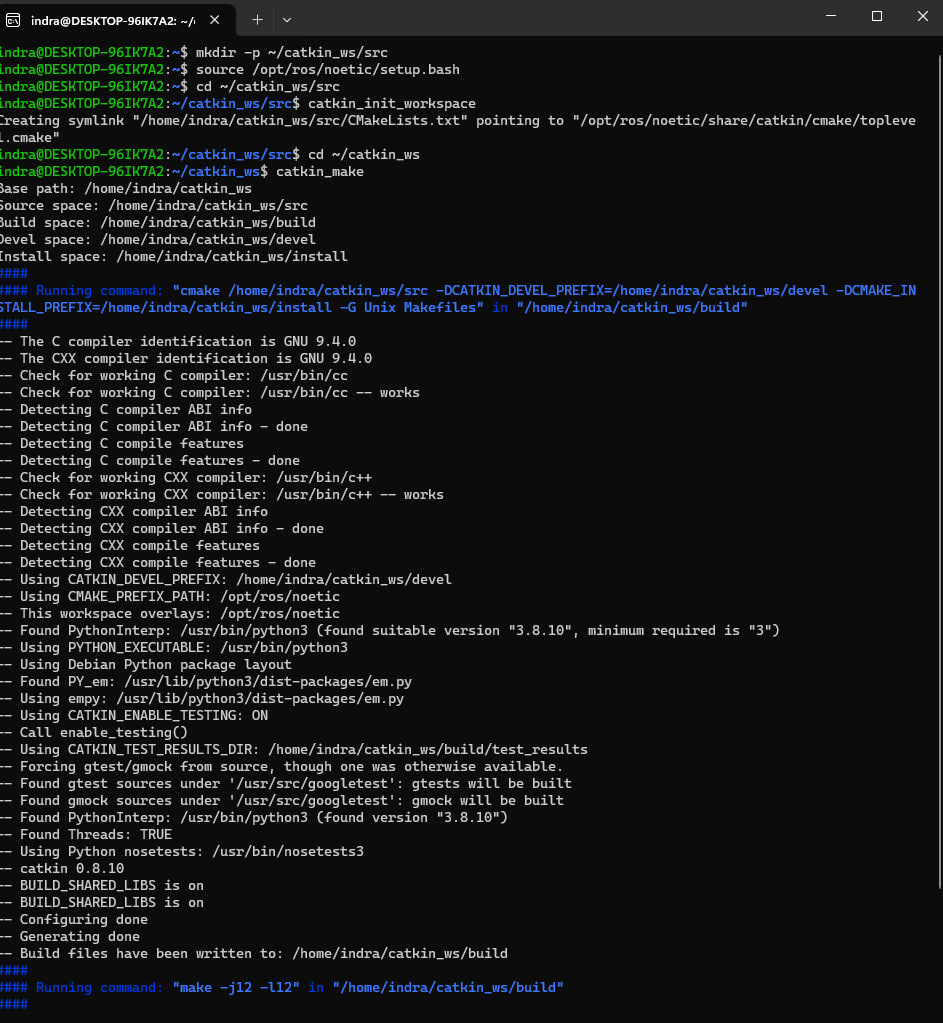 indra@DESKTOP-96IK7A2: ~/
indra@DESKTOP-96IK7A2:~$ mkdir -p ~/catkin_ws/src
indra@DESKTOP-96IK7A2:~$ source /opt/ros/noetic/setup.bash
indra@DESKTOP-96IK7A2:~$ cd ~/catkin_ws/src
indra@DESKTOP-96IK7A2:~/catkin_ws/src$ catkin_init_workspace
Creating symlink "/home/indra/catkin_ws/src/CMakeLists.txt" pointing to "/opt/ros/noetic/share/catkin/cmake/topleve
l.cmake"
indra@DESKTOP-96IK7A2:~/catkin_ws/src$ cd ~/catkin_ws
indra@DESKTOP-96IK7A2:~/catkin_ws$ catkin_make
Base path: /home/indra/catkin_ws
Source space: /home/indra/catkin_ws/src
Build space: /home/indra/catkin_ws/build
Devel space: /home/indra/catkin_ws/devel
Install space: /home/indra/catkin_ws/install
####
#### Running command: "cmake /home/indra/catkin_ws/src -DCATKIN_DEVEL_PREFIX=/home/indra/catkin_ws/devel -DCMAKE_IN
STALL_PREFIX=/home/indra/catkin_ws/install -G Unix Makefiles" in "/home/indra/catkin_ws/build"
####
-- The C compiler identification is GNU 9.4.0
-- The CXX compiler identification is GNU 9.4.0
-- Check for working C compiler: /usr/bin/cc
-- Check for working C compiler: /usr/bin/cc -- works
-- Detecting C compiler ABI info
-- Detecting C compiler ABI info - done
-- Detecting C compile features
-- Detecting C compile features - done
-- Check for working CXX compiler: /usr/bin/c++
-- Check for working CXX compiler: /usr/bin/c++ -- works
-- Detecting CXX compiler ABI info
-- Detecting CXX compiler ABI info - done
-- Detecting CXX compile features
-- Detecting CXX compile features - done
-- Using CATKIN_DEVEL_PREFIX: /home/indra/catkin_ws/devel
-- Using CMAKE_PREFIX_PATH: /opt/ros/noetic
-- This workspace overlays: /opt/ros/noetic
-- Found PythonInterp: /usr/bin/python3 (found suitable version "3.8.10", minimum required is "3")
-- Using PYTHON_EXECUTABLE: /usr/bin/python3
-- Using Debian Python package layout
-- Found PY_em: /usr/lib/python3/dist-packages/em.py
-- Using empy: /usr/lib/python3/dist-packages/em.py
-- Using CATKIN_ENABLE_TESTING: ON
-- Call enable_testing()
-- Using CATKIN_TEST_RESULTS_DIR: /home/indra/catkin_ws/build/test_results
-- Forcing gtest/gmock from source, though one was otherwise available.
-- Found gtest sources under '/usr/src/googletest': gtests will be built
-- Found gmock sources under '/usr/src/googletest': gmock will be built
-- Found PythonInterp: /usr/bin/python3 (found version "3.8.10")
-- Found Threads: TRUE
-- Using Python nosetests: /usr/bin/nosetests3
-- catkin 0.8.10
-- BUILD_SHARED_LIBS is on
-- BUILD_SHARED_LIBS is on
-- Configuring done
-- Generating done
-- Build files have been written to: /home/indra/catkin_ws/build
####
#### Running command: "make -j12 -l12" in "/home/indra/catkin_ws/build"
####